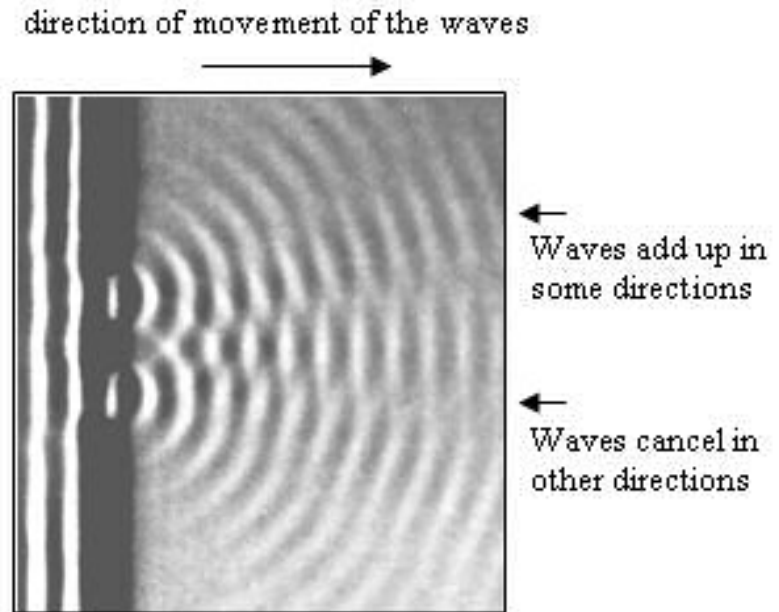 direction of movement of the waves
Waves add up in
some directions
Waves cancel in
other directions